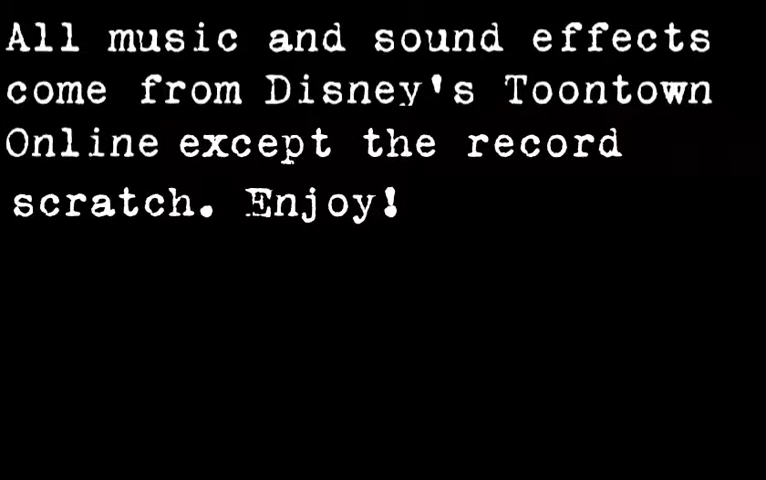 All music and sound effects
come from Disney's Toontown
Online except the record
scratch. Enjoy!